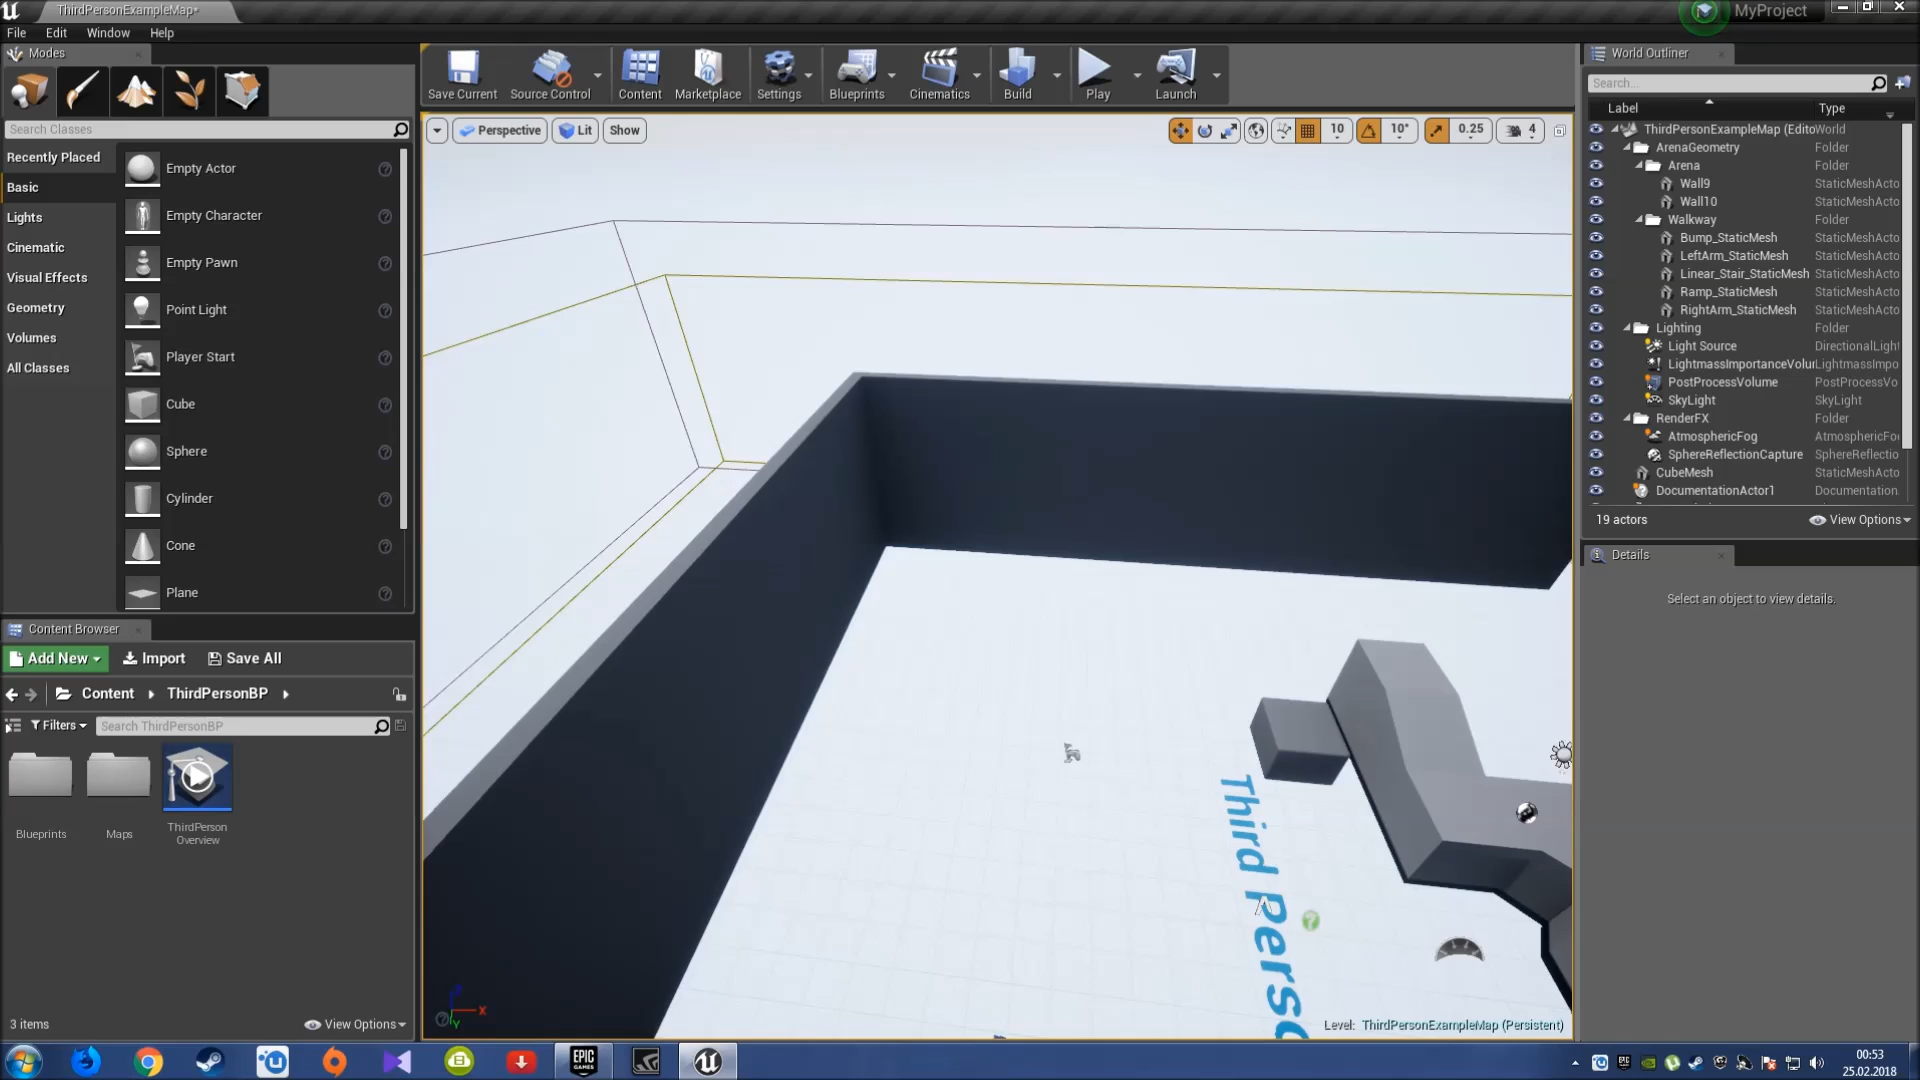 ThirdPersonExampleMap*
MyProject
File Edit Window Help
Modes
Search Classes
Recently Placed
Basic
Lights
Cinematic
Visual Effects
Geometry
Volumes
All Classes
Empty Actor
Empty Character
Empty Pawn
Point Light
Player Start
Cube
Sphere
Cylinder
Cone
Plane
Save Current
Source Control
Content
Marketplace
Settings
Blueprints
Cinematics
Build
Play
Launch
Perspective Lit Show
10 10° 0.25 4
Third Perso
X
Y
Level: ThirdPersonExampleMap (Persistent)
World Outliner
Search...
Label Type
ThirdPersonExampleMap (Edito World
ArenaGeometry Folder
Arena Folder
Wall9 StaticMeshActo
Wall10 StaticMeshActo
Walkway Folder
Bump_StaticMesh StaticMeshActo
LeftArm_StaticMesh StaticMeshActo
Linear_Stair_StaticMesh StaticMeshActo
Ramp_StaticMesh StaticMeshActo
RightArm_StaticMesh StaticMeshActo
Lighting Folder
Light Source DirectionalLight
LightmassImportanceVolu LightmassImpo
PostProcessVolume PostProcessVo
SkyLight SkyLight
RenderFX Folder
AtmosphericFog AtmosphericFo
SphereReflectionCapture SphereReflectio
CubeMesh StaticMeshActo
DocumentationActor1 Documentation.
19 actors View Options
Details
Select an object to view details.
Content Browser
Add New Import Save All
Content ThirdPersonBP
Filters Search ThirdPersonBP
Blueprints
Maps
ThirdPerson
Overview
3 items View Options
EPIC
GAMES
00:53
25.02.2018